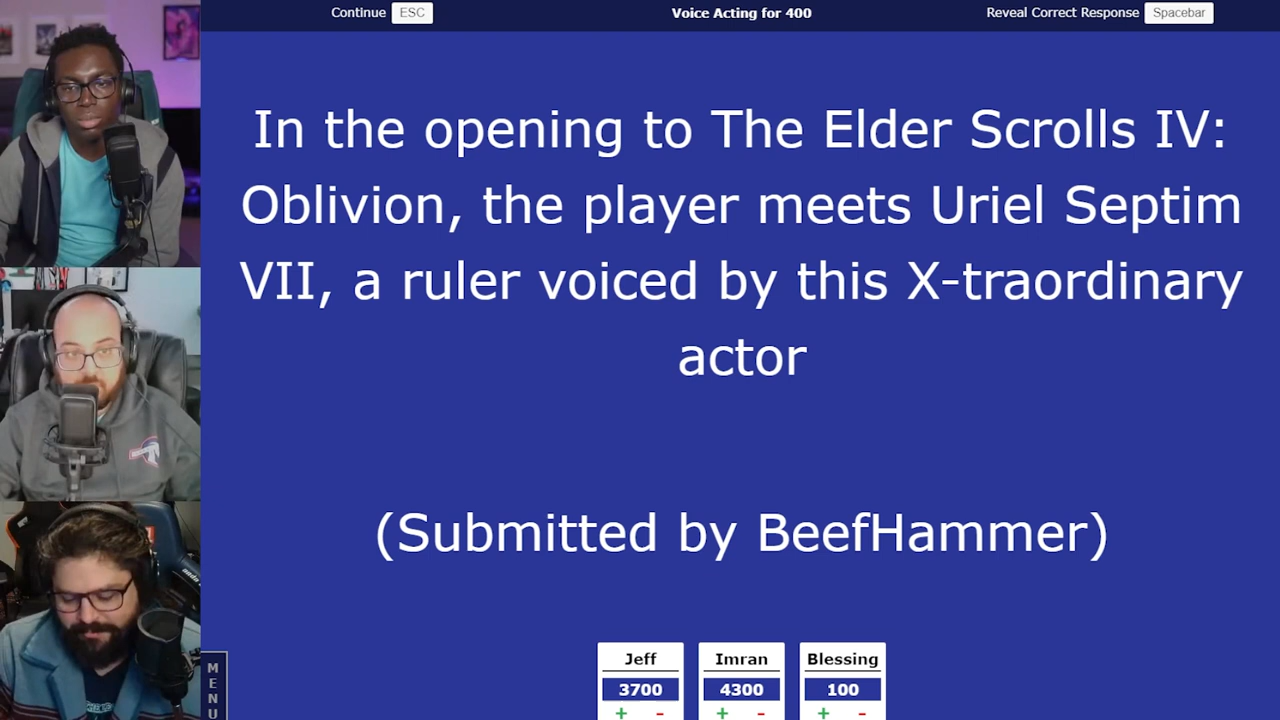 Continue ESC Voice Acting for 400 Reveal Correct Response Spacebar
In the opening to The Elder Scrolls IV:
Oblivion, the player meets Uriel Septim
VII, a ruler voiced by this X-traordinary
actor
(Submitted by BeefHammer)
MENU
Jeff Imran Blessing
3700 4300 100
+ - + - + -